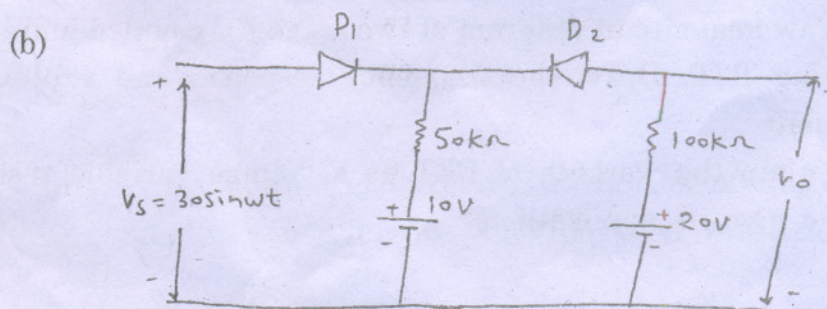 (b)
D1
D2
+
+
50kΩ
100kΩ
Vs = 30sinωt
+ 10V
-
+ 20V
-
vo
-
-